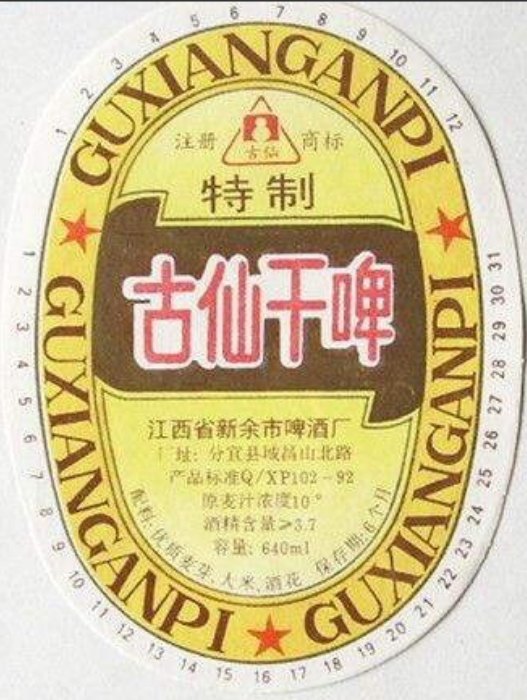 1 2 3 4 5 6 7 8 9 10 11 12
GUXIANGANPI
注册 商标
古仙
特制
古仙干啤
江西省新余市啤酒厂
厂址: 分宜县城昌山北路
产品标准Q/XP102-92
原麦汁浓度10°
酒精含量≥3.7
容量: 640ml
配料:优质麦芽、大米、酒花 保存期:6个月
GUXIANGANPI
GUXIANGANPI
1 2 3 4 5 6 7 8 9 10 11 12 13 14 15 16 17 18 19 20 21 22 23 24 25 26 27 28 29 30 31